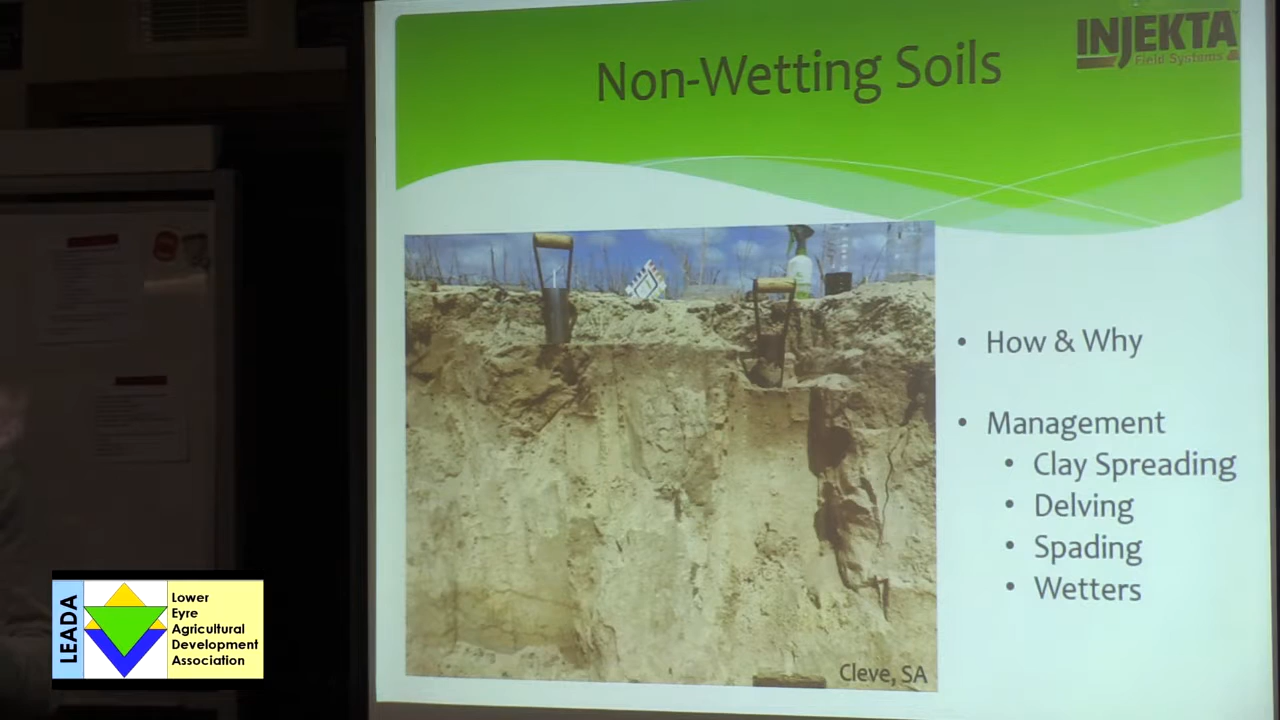 Non-Wetting Soils
INJEKTA
Field Systems
• How & Why
• Management
• Clay Spreading
• Delving
• Spading
• Wetters
Cleve, SA
LEADA
Lower
Eyre
Agricultural
Development
Association